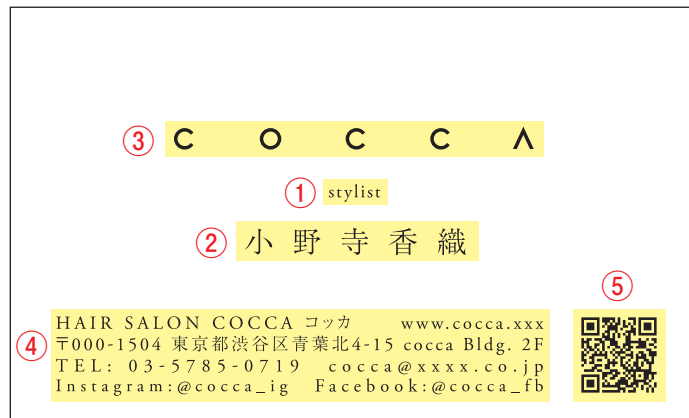 ③ C O C C Λ
① stylist
② 小野寺香織
⑤
④ HAIR SALON COCCA コッカ www.cocca.xxx
〒000-1504 東京都渋谷区青葉北4-15 cocca Bldg. 2F
TEL: 03-5785-0719 cocca@xxxx.co.jp
Instagram:@cocca_ig Facebook:@cocca_fb